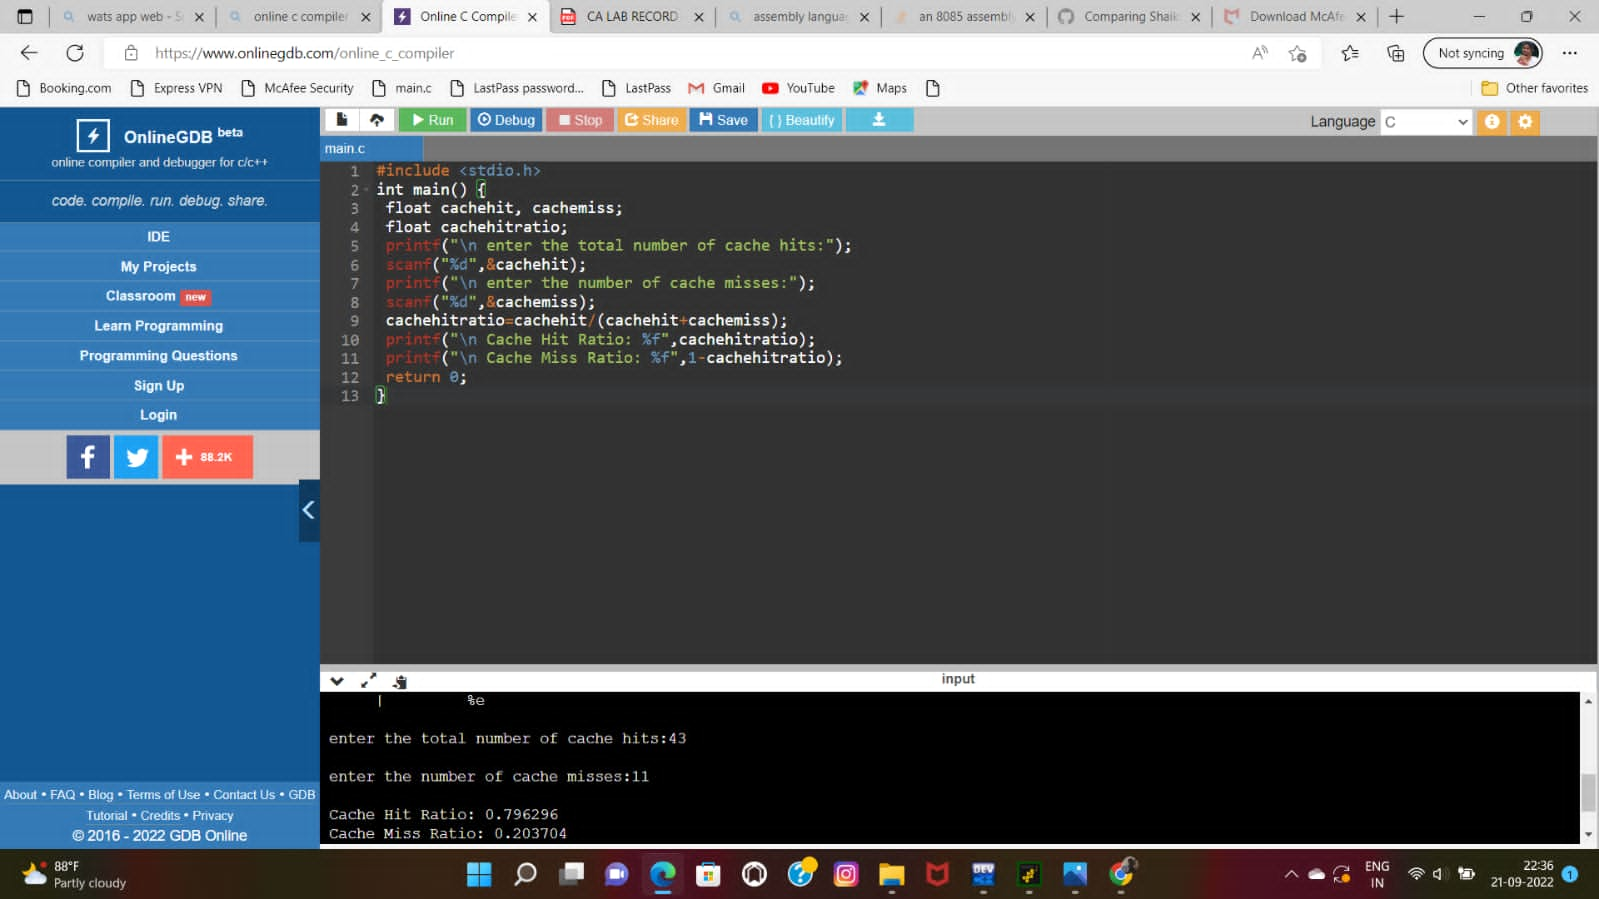 wats app web - S
online c compiler
Online C Compile
CA LAB RECORD
assembly langua
an 8085 assembl
Comparing Shaik
Download McAfe
https://www.onlinegdb.com/online_c_compiler
Not syncing
Booking.com
Express VPN
McAfee Security
main.c
LastPass password...
LastPass
Gmail
YouTube
Maps
Other favorites
OnlineGDB beta
online compiler and debugger for c/c++
code. compile. run. debug. share.
IDE
My Projects
Classroom new
Learn Programming
Programming Questions
Sign Up
Login
88.2K
About • FAQ • Blog • Terms of Use • Contact Us • GDB
Tutorial • Credits • Privacy
© 2016 - 2022 GDB Online
Run
Debug
Stop
Share
Save
{ } Beautify
Language C
main.c
1 #include <stdio.h>
2 int main() {
3 float cachehit, cachemiss;
4 float cachehitratio;
5 printf("\n enter the total number of cache hits:");
6 scanf("%d",&cachehit);
7 printf("\n enter the number of cache misses:");
8 scanf("%d",&cachemiss);
9 cachehitratio=cachehit/(cachehit+cachemiss);
10 printf("\n Cache Hit Ratio: %f",cachehitratio);
11 printf("\n Cache Miss Ratio: %f",1-cachehitratio);
12 return 0;
13 }
input
| %e
enter the total number of cache hits:43
enter the number of cache misses:11
Cache Hit Ratio: 0.796296
Cache Miss Ratio: 0.203704
88°F
Partly cloudy
DEV
ENG
IN
22:36
21-09-2022
1